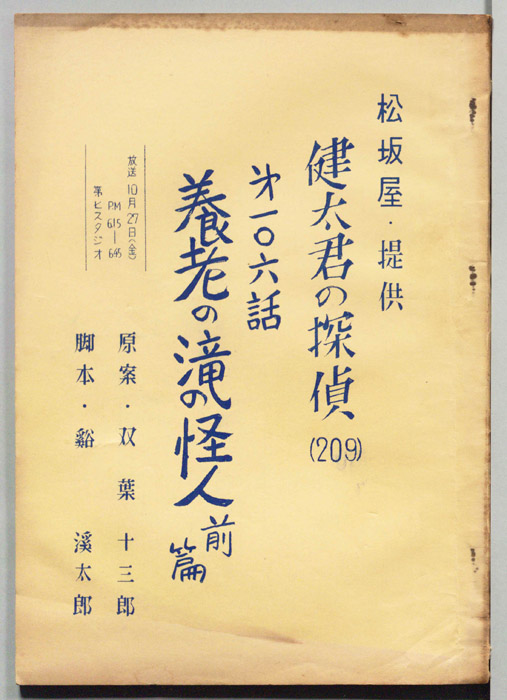 松坂屋・提供
健太君の探偵(209)
第一〇六話
養老の滝の怪人 前篇
放送 10月27日(金)
P.M 6.15―6.45
第ヒスタジオ
原案・双葉十三郎
脚本・谿 溪太郎